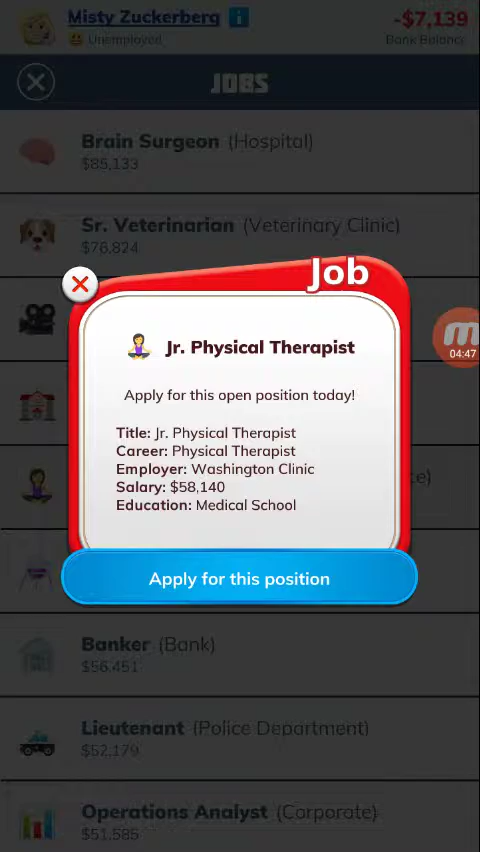 Misty Zuckerberg
-$7,139
Unemployed
Bank Balance
JOBS
Brain Surgeon (Hospital)
$85,133
Sr. Veterinarian (Veterinary Clinic)
$76,824
Job
Jr. Physical Therapist
Apply for this open position today!
Title: Jr. Physical Therapist
Career: Physical Therapist
Employer: Washington Clinic
Salary: $58,140
Education: Medical School
Apply for this position
04:47
Banker (Bank)
$56,451
Lieutenant (Police Department)
$52,179
Operations Analyst (Corporate)
$51,585